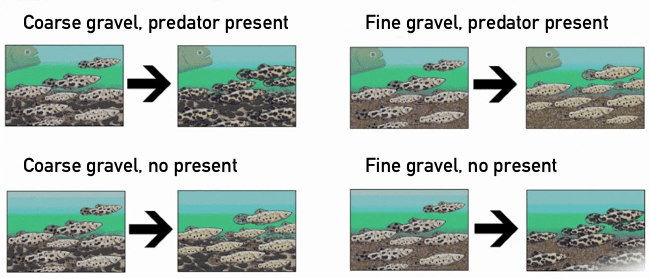 Coarse gravel, predator present
Fine gravel, predator present
Coarse gravel, no present
Fine gravel, no present